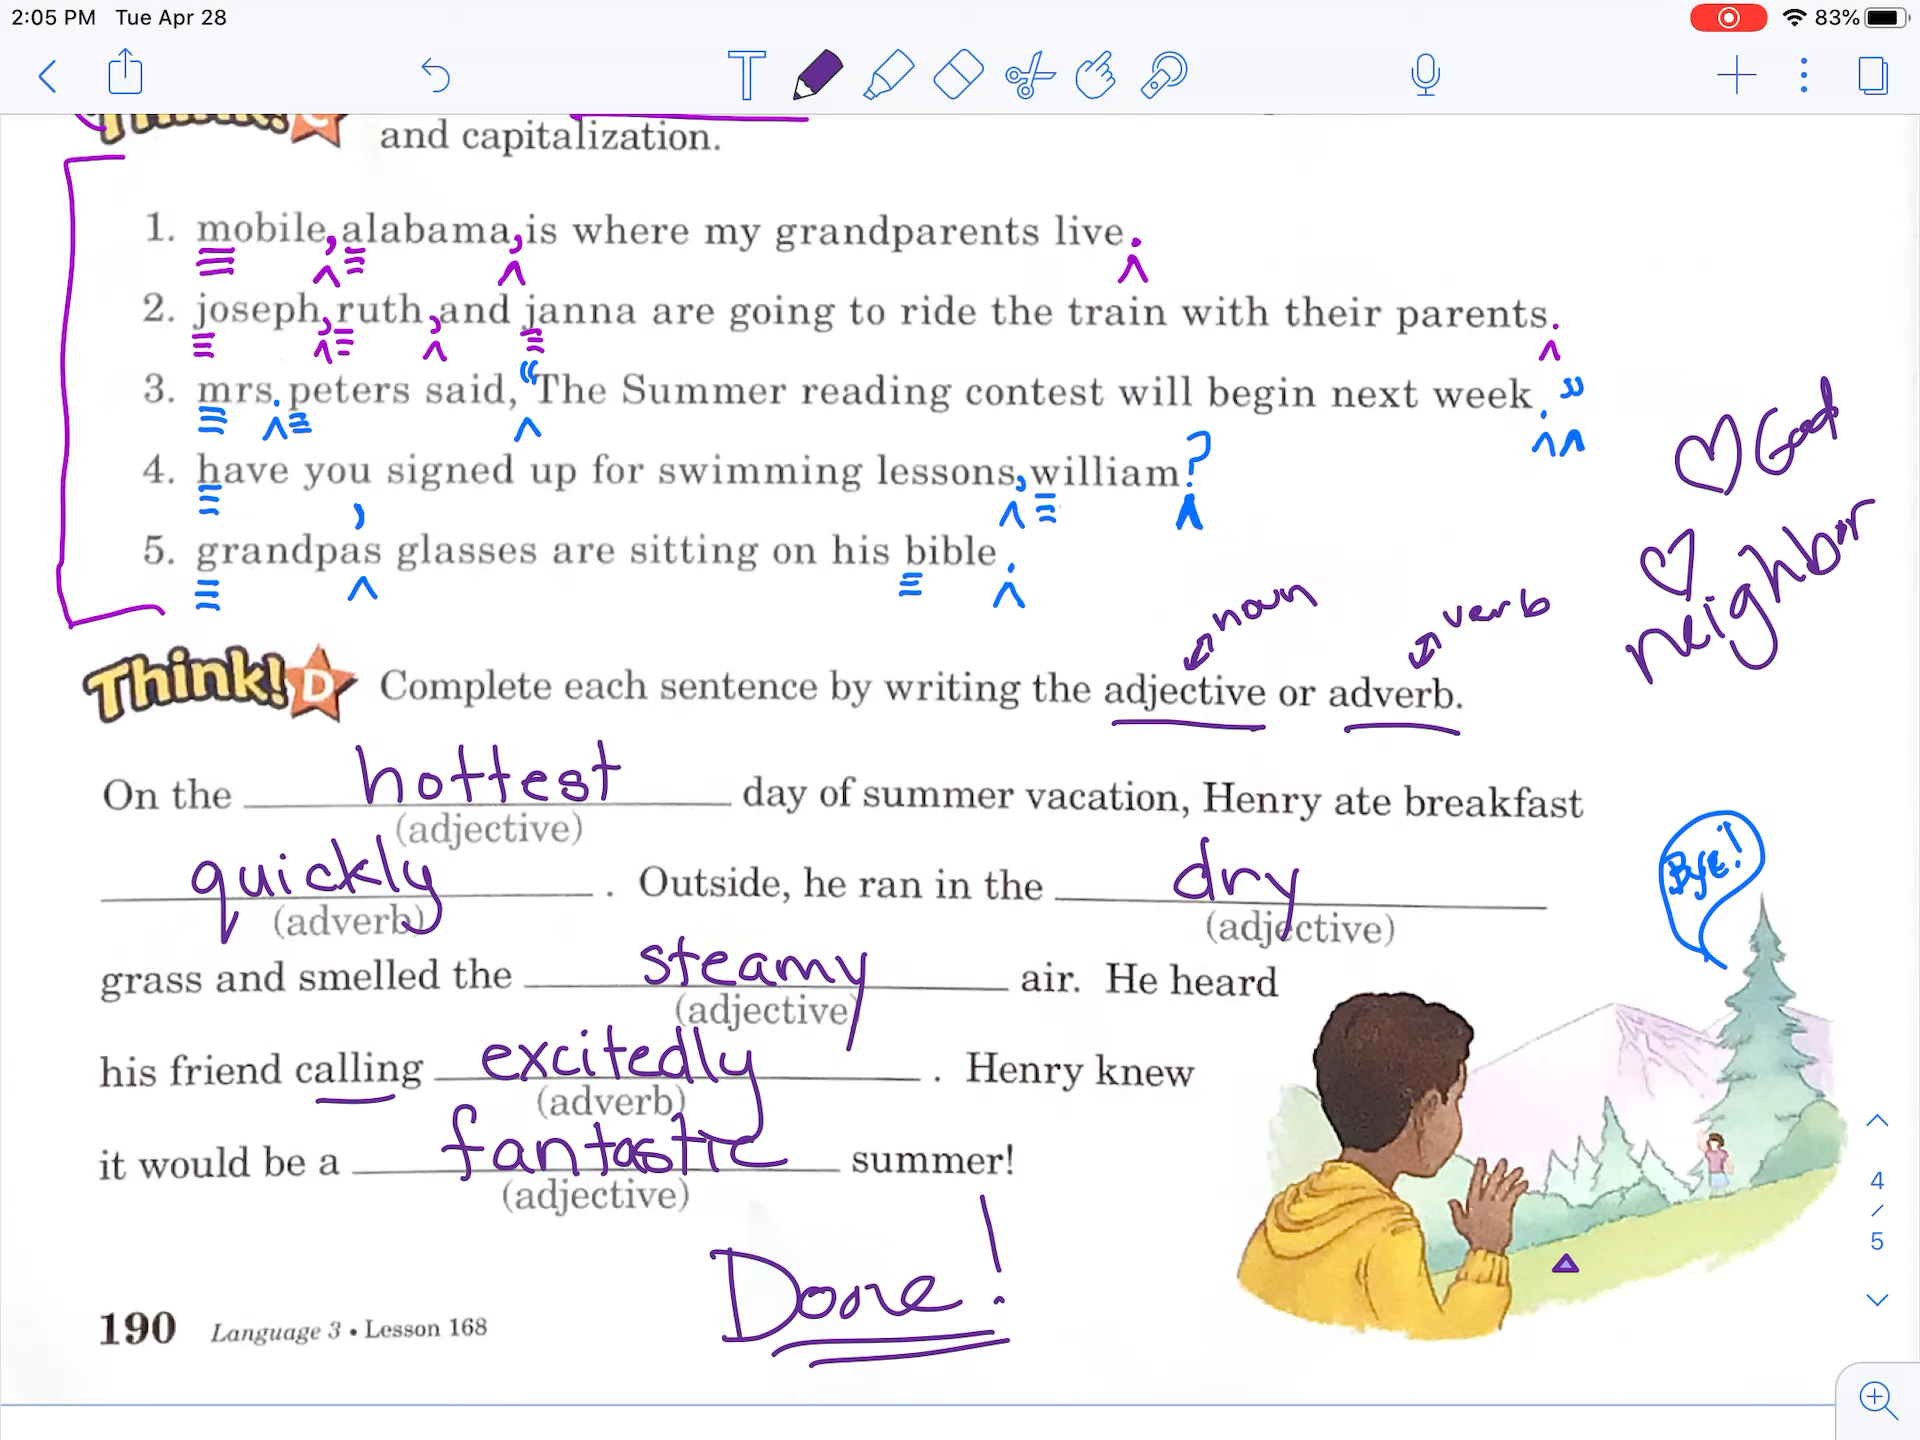 2:05 PM Tue Apr 28 83%
Think! C and capitalization.
1. mobile, alabama, is where my grandparents live.
2. joseph, ruth, and janna are going to ride the train with their parents.
3. mrs. peters said, “The Summer reading contest will begin next week.”
♡ God
4. have you signed up for swimming lessons, william?
5. grandpa's glasses are sitting on his bible.
♡ neighbor
noun verb
Think! D Complete each sentence by writing the adjective or adverb.
On the hottest day of summer vacation, Henry ate breakfast
(adjective)
Bye!
quickly . Outside, he ran in the dry
(adverb) (adjective)
grass and smelled the steamy air. He heard
(adjective)
his friend calling excitedly . Henry knew
(adverb)
it would be a fantastic summer!
(adjective)
4
/
5
Done!
190 Language 3 • Lesson 168